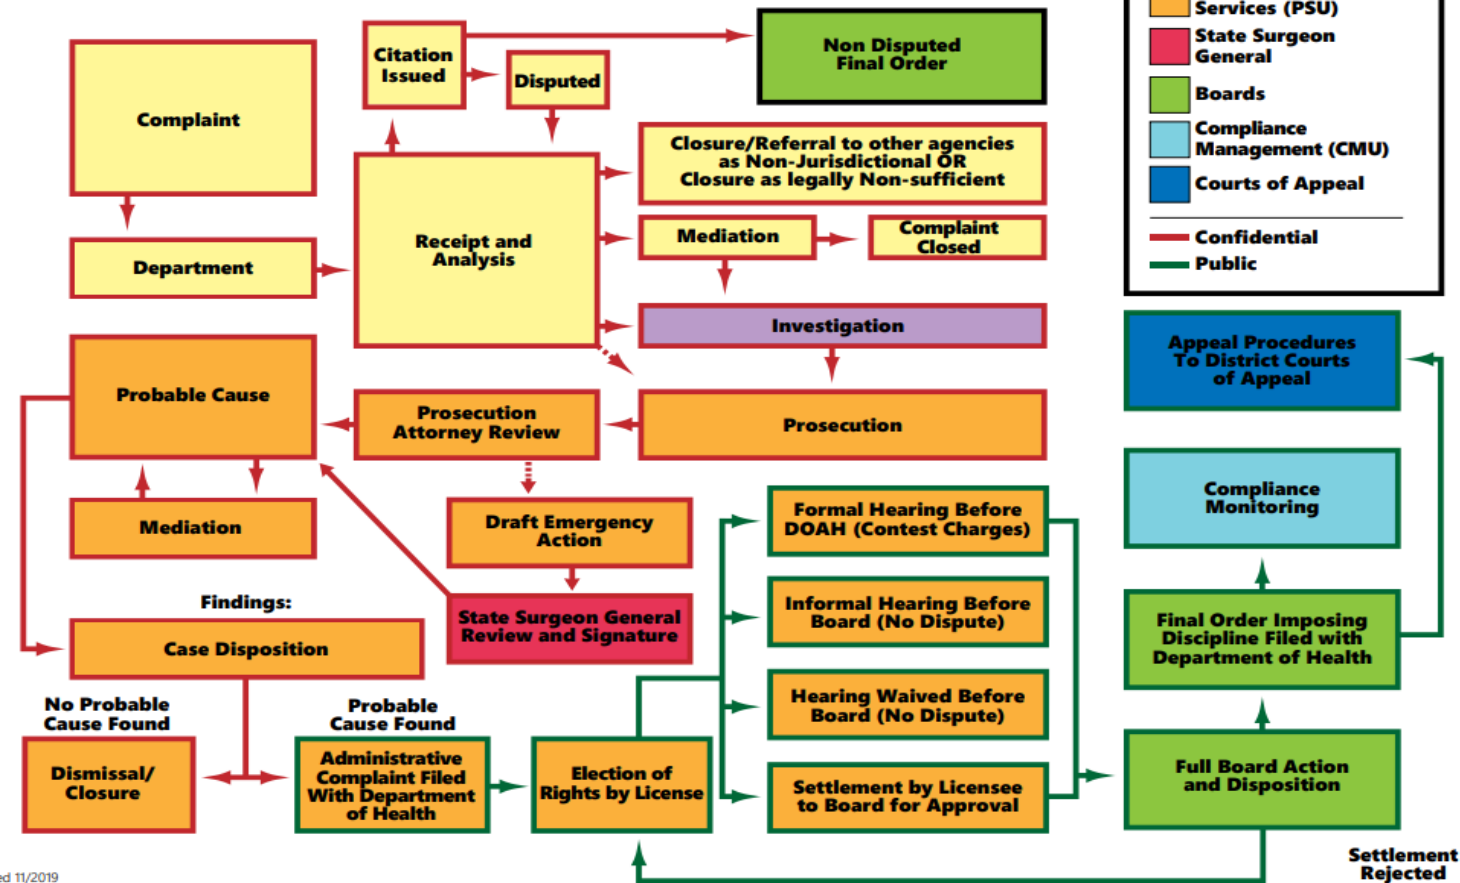 Services (PSU)
State Surgeon
General
Boards
Compliance
Management (CMU)
Courts of Appeal
Confidential
Public
Complaint
Citation
Issued
Disputed
Non Disputed
Final Order
Closure/Referral to other agencies
as Non-Jurisdictional OR
Closure as legally Non-sufficient
Department
Receipt and
Analysis
Mediation
Complaint
Closed
Investigation
Probable Cause
Prosecution
Attorney Review
Prosecution
Appeal Procedures
To District Courts
of Appeal
Mediation
Draft Emergency
Action
Formal Hearing Before
DOAH (Contest Charges)
Compliance
Monitoring
Findings:
Case Disposition
State Surgeon General
Review and Signature
Informal Hearing Before
Board (No Dispute)
Final Order Imposing
Discipline Filed with
Department of Health
No Probable
Cause Found
Probable
Cause Found
Hearing Waived Before
Board (No Dispute)
Dismissal/
Closure
Administrative
Complaint Filed
With Department
of Health
Election of
Rights by License
Settlement by Licensee
to Board for Approval
Full Board Action
and Disposition
Settlement
Rejected
ed 11/2019